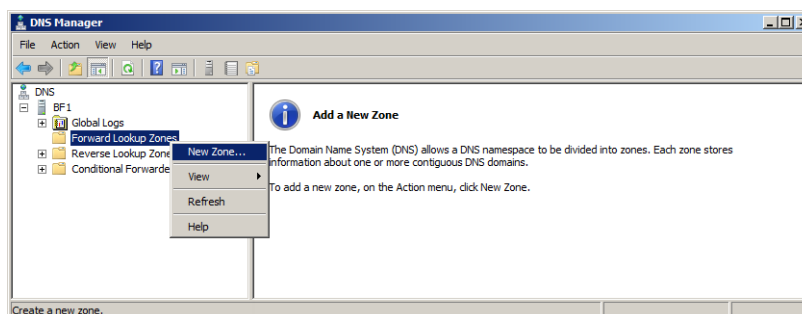 DNS Manager
File Action View Help
DNS
BF1
Global Logs
Forward Lookup Zones
Reverse Lookup Zone
Conditional Forwarde
New Zone...
View
Refresh
Help
Add a New Zone
The Domain Name System (DNS) allows a DNS namespace to be divided into zones. Each zone stores
information about one or more contiguous DNS domains.
To add a new zone, on the Action menu, click New Zone.
Create a new zone.